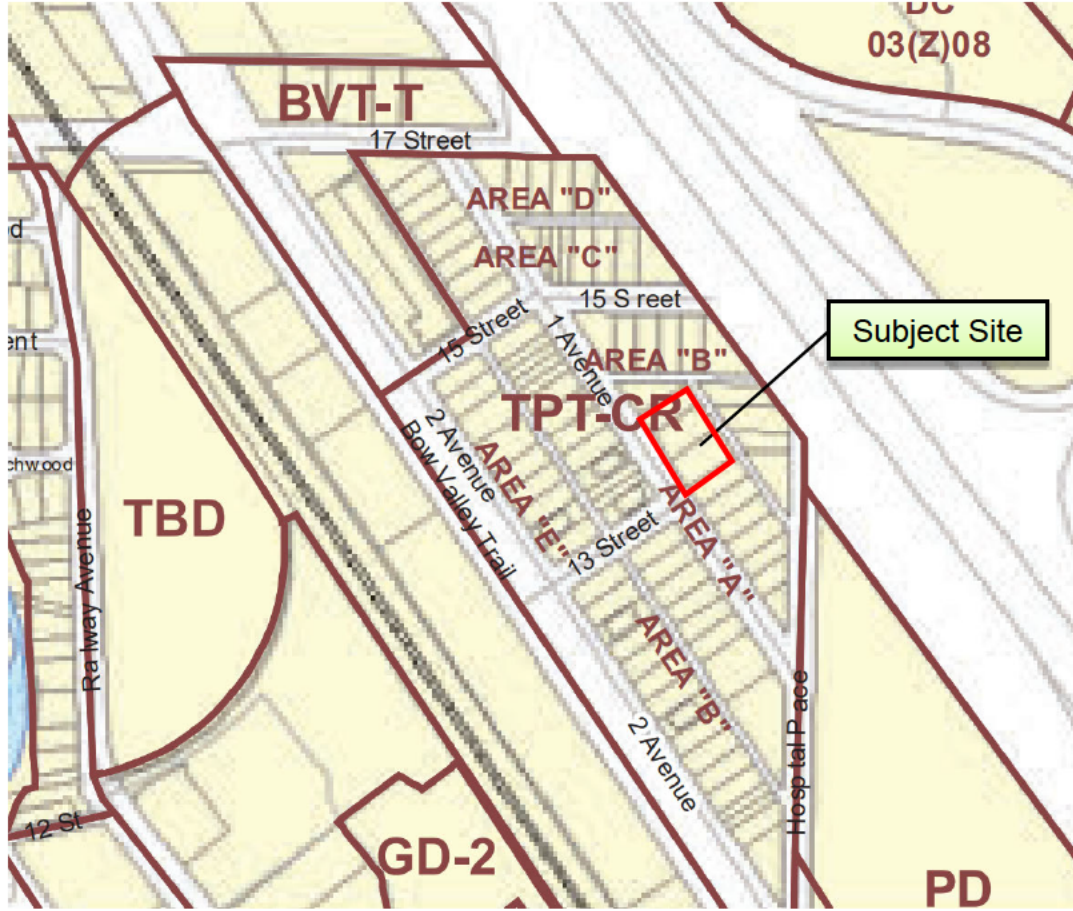 DC
03(Z)08
BVT-T
17 Street
AREA "D"
AREA "C"
15 S reet
15 Street
1 Avenue
AREA "B"
Subject Site
TPT-CR
2 Avenue
Bow Valley Trail
AREA "E"
13 Street
AREA "A"
AREA "B"
d
ent
chwood
TBD
Ra lway Avenue
2 Avenue
Hosp tal P ace
12 St
GD-2
PD